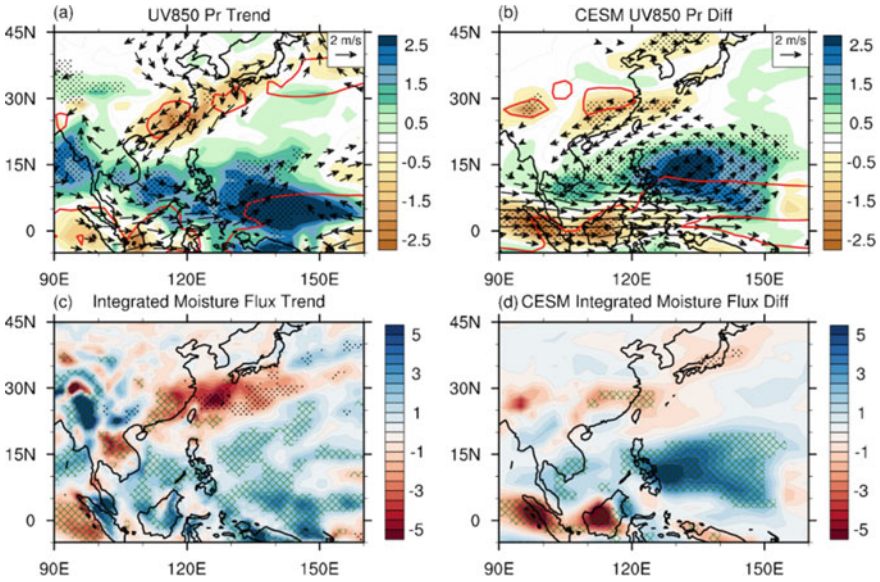 (a) UV850 Pr Trend
45N
30N
15N
0
90E 120E 150E
2 m/s
2.5
1.5
0.5
-0.5
-1.5
-2.5
(b) CESM UV850 Pr Diff
45N
30N
15N
0
90E 120E 150E
2 m/s
2.5
1.5
0.5
-0.5
-1.5
-2.5
(c) Integrated Moisture Flux Trend
45N
30N
15N
0
90E 120E 150E
5
3
1
-1
-3
-5
(d) CESM Integrated Moisture Flux Diff
45N
30N
15N
0
90E 120E 150E
5
3
1
-1
-3
-5